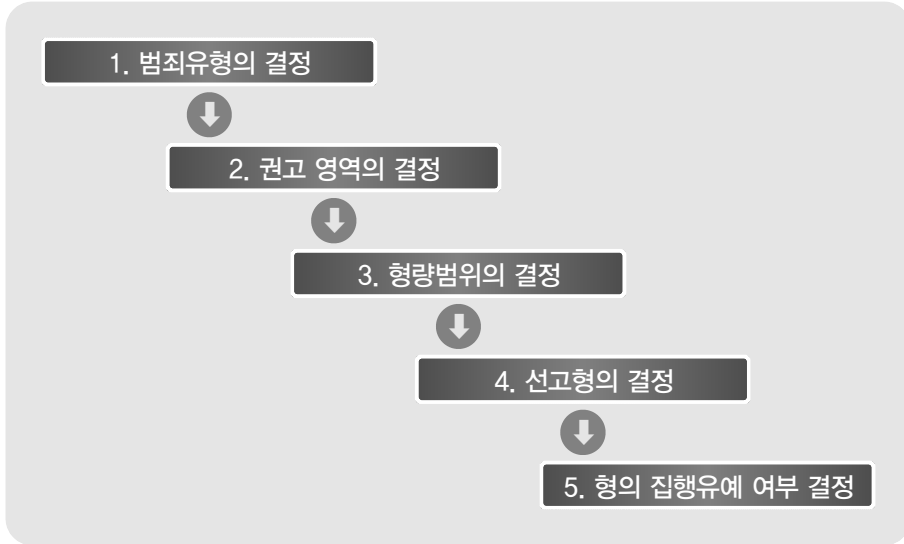 1. 범죄유형의 결정
2. 권고 영역의 결정
3. 형량범위의 결정
4. 선고형의 결정
5. 형의 집행유예 여부 결정